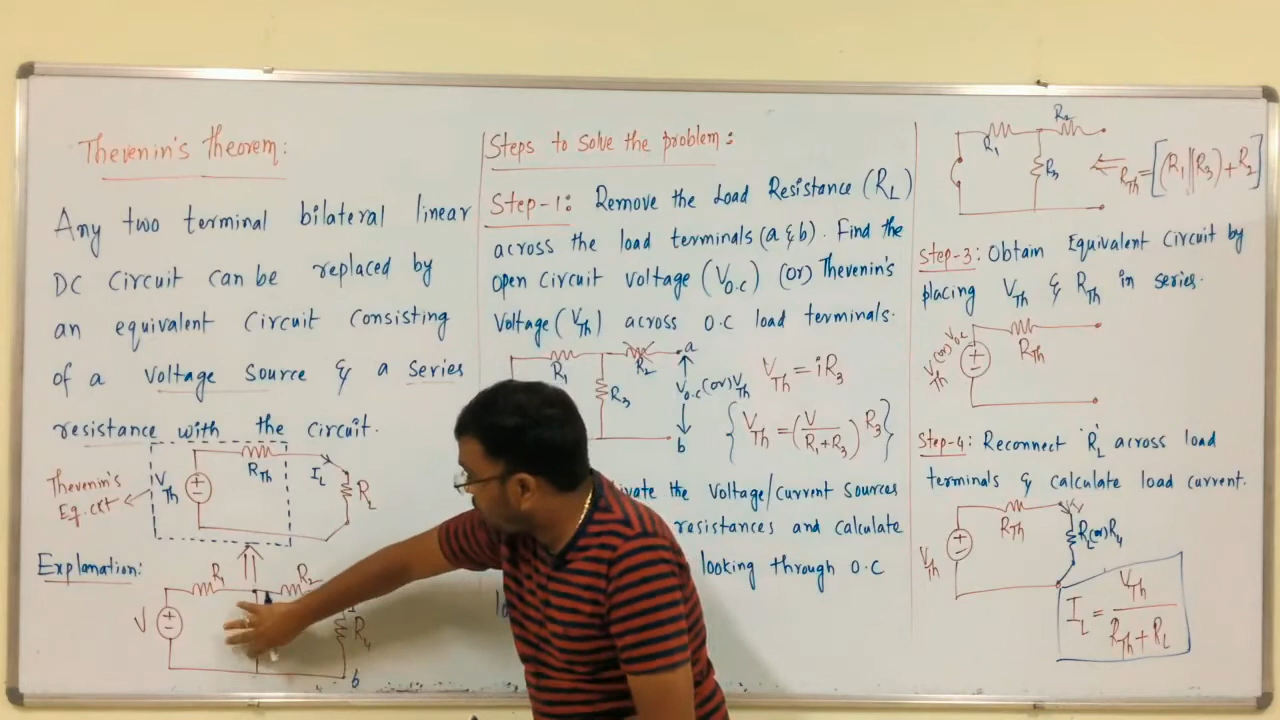 Thevenin's Theorem:
Any two terminal bilateral linear
DC Circuit can be replaced by
an equivalent circuit consisting
of a voltage source & a series
resistance with the circuit.
Thevenin's
Eq.ckt
VTh
+
−
RTh
IL
RL
Explanation:
V
+
−
R1
R2
R4
b
Steps to solve the problem:
Step-1: Remove the Load Resistance (RL)
across the load terminals (a & b). Find the
open circuit voltage (VO.C) (or) Thevenin's
Voltage (VTh) across O.C load terminals.
R1
R2
R3
a
VO.C (or) VTh
b
VTh = iR3
{VTh = (V/R1+R3) R3}
the Voltage/current sources
resistances and calculate
looking through O.C
R1
R2
R3
RTh = [(R1||R3)+R2]
Step-3: Obtain Equivalent Circuit by
placing VTh & RTh in series.
VTh (or) VO.C
+
−
RTh
Step-4: Reconnect 'RL' across load
terminals & calculate load current.
VTh
+
−
RTh
RL(or)R4
IL = VTh / RTh + RL